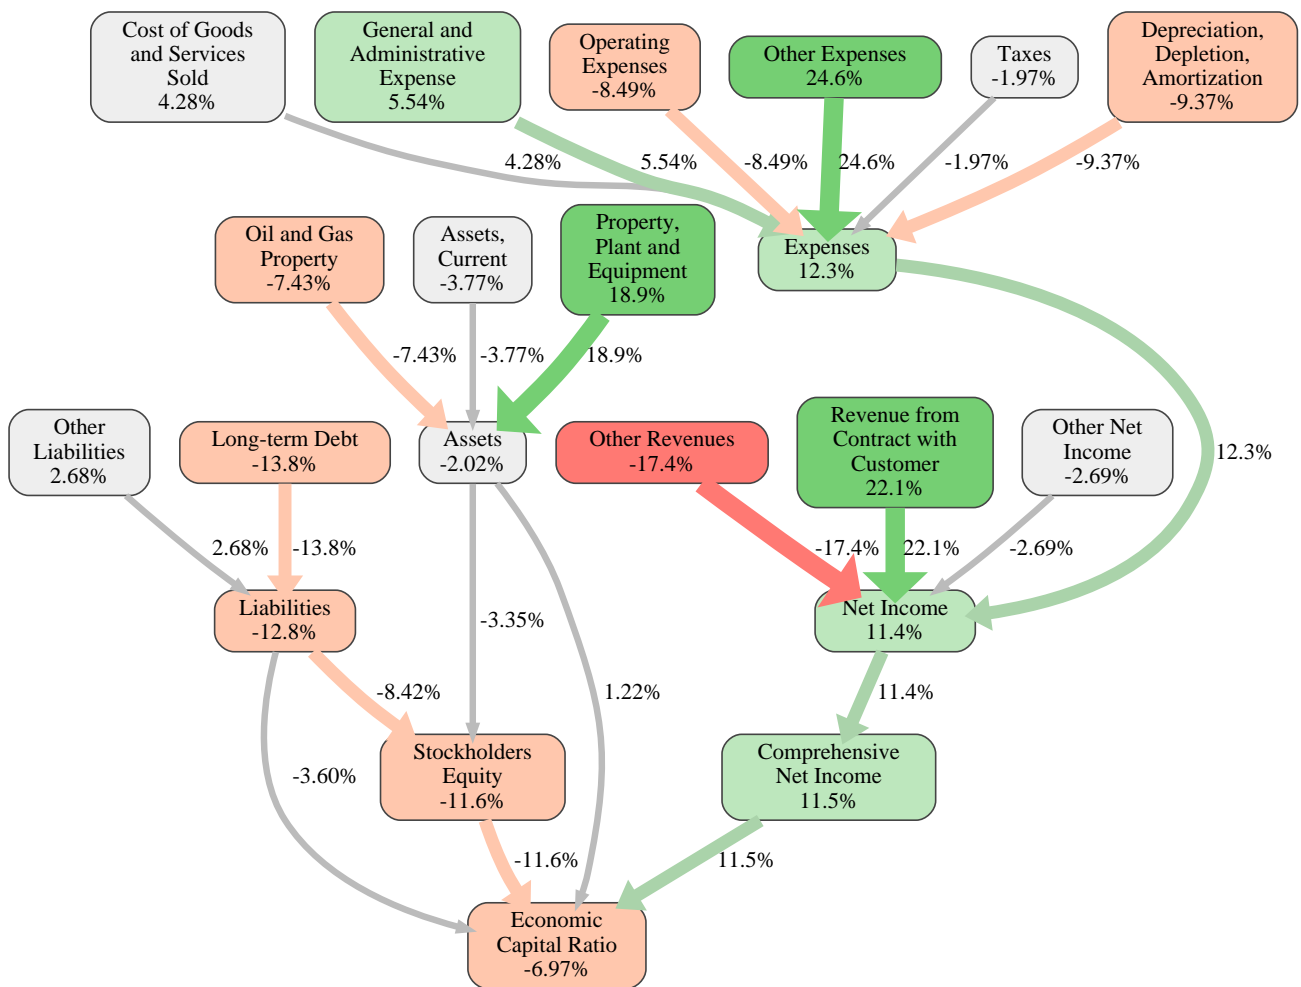 Cost of Goods
and Services
Sold
4.28%
General and
Administrative
Expense
5.54%
Operating
Expenses
-8.49%
Other Expenses
24.6%
Taxes
-1.97%
Depreciation,
Depletion,
Amortization
-9.37%
4.28%
5.54%
-8.49%
24.6%
-1.97%
-9.37%
Oil and Gas
Property
-7.43%
Assets,
Current
-3.77%
Property,
Plant and
Equipment
18.9%
Expenses
12.3%
-7.43%
-3.77%
18.9%
Other
Liabilities
2.68%
Long-term Debt
-13.8%
Assets
-2.02%
Other Revenues
-17.4%
Revenue from
Contract with
Customer
22.1%
Other Net
Income
-2.69%
12.3%
2.68%
-13.8%
-17.4%
22.1%
-2.69%
Liabilities
-12.8%
-3.35%
Net Income
11.4%
-8.42%
1.22%
11.4%
-3.60%
Stockholders
Equity
-11.6%
Comprehensive
Net Income
11.5%
-11.6%
11.5%
Economic
Capital Ratio
-6.97%